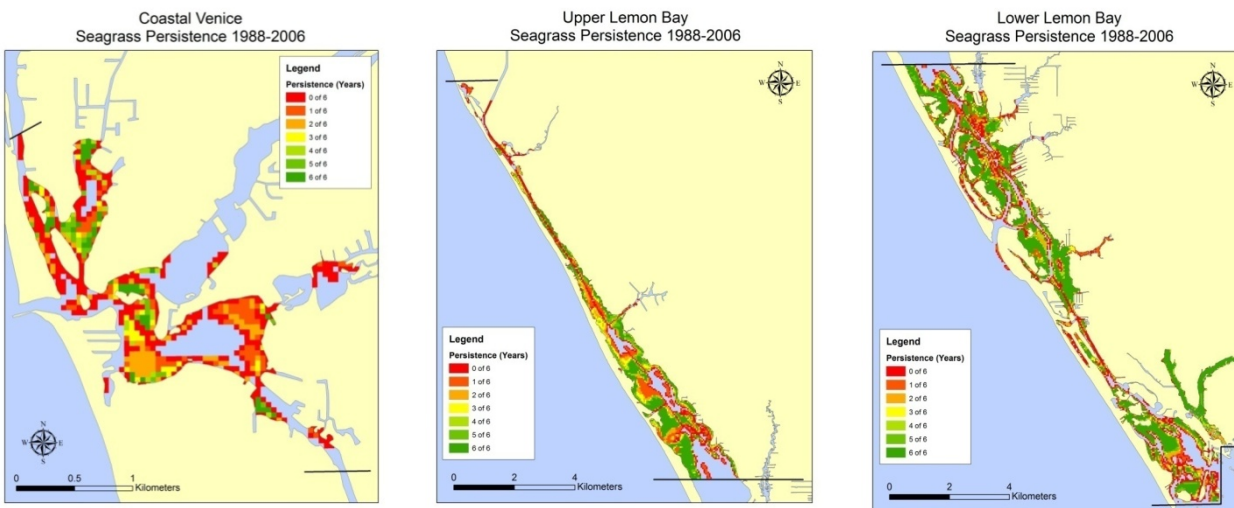 Coastal Venice
Seagrass Persistence 1988-2006
Legend
Persistence (Years)
0 of 6
1 of 6
2 of 6
3 of 6
4 of 6
5 of 6
6 of 6
N
W E
S
0 0.5 1
Kilometers
Upper Lemon Bay
Seagrass Persistence 1988-2006
N
W E
S
Legend
Persistence (Years)
0 of 6
1 of 6
2 of 6
3 of 6
4 of 6
5 of 6
6 of 6
0 2 4
Kilometers
Lower Lemon Bay
Seagrass Persistence 1988-2006
N
W E
S
Legend
Persistence (Years)
0 of 6
1 of 6
2 of 6
3 of 6
4 of 6
5 of 6
6 of 6
0 2 4
Kilometers